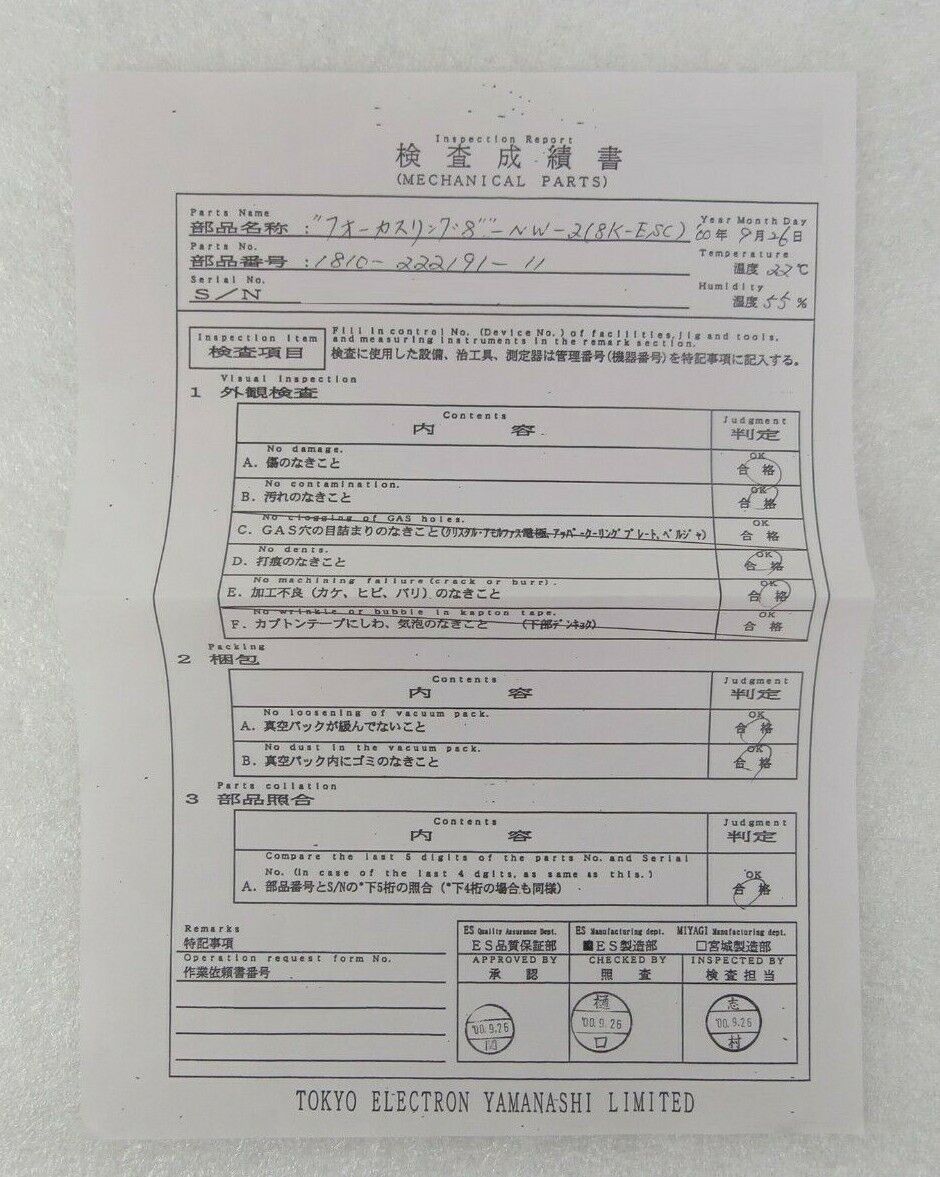 Inspection Report
検査成績書
(MECHANICAL PARTS)
Parts Name
部品名称 : "フォーカスリング8"-NW-2(8K-ESC)
Year Month Day
'00年 9月26日
Parts No.
部品番号 : 1810-222191-11
Temperature
温度 22℃
Serial No.
S/N
Humidity
湿度 55 %
Inspection item
検査項目
Fill in control No. (Device No.) of facilities, jig and tools,
and measuring instruments in the remark section.
検査に使用した設備、治工具、測定器は管理番号(機器番号)を特記事項に記入する。
Visual inspection
1 外観検査
Contents Judgment
内容 判定
No damage. OK
A. 傷のなきこと 合格
No contamination. OK
B. 汚れのなきこと 合格
No clogging of GAS holes. OK
C. GAS穴の目詰まりのなきこと(クリスタル・アモルファス電極、アッパークーリングプレート、ベルジャ) 合格
No dents. OK
D. 打痕のなきこと 合格
No machining failure (crack or burr). OK
E. 加工不良(カケ、ヒビ、バリ)のなきこと 合格
No wrinkle or bubble in kapton tape. OK
F. カプトンテープにしわ、気泡のなきこと (下部デンキョク) 合格
Packing
2 梱包
Contents Judgment
内容 判定
No loosening of vacuum pack. OK
A. 真空パックが緩んでないこと 合格
No dust in the vacuum pack. OK
B. 真空パック内にゴミのなきこと 合格
Parts collation
3 部品照合
Contents Judgment
内容 判定
Compare the last 5 digits of the parts No. and Serial
No. (In case of the last 4 dgits, as same as this.) OK
A. 部品番号とS/Nの*下5桁の照合(*下4桁の場合も同様) 合格
Remarks
特記事項
Operation request form No.
作業依頼書番号
ES Quality Assurance Dept. ES Manufacturing dept. MIYAGI Manufacturing dept.
ES品質保証部 ■ES製造部 □宮城製造部
APPROVED BY CHECKED BY INSPECTED BY
承認 照査 検査担当
'00.9.26
樋 '00.9.26 口
志 '00.9.26 村
TOKYO ELECTRON YAMANASHI LIMITED